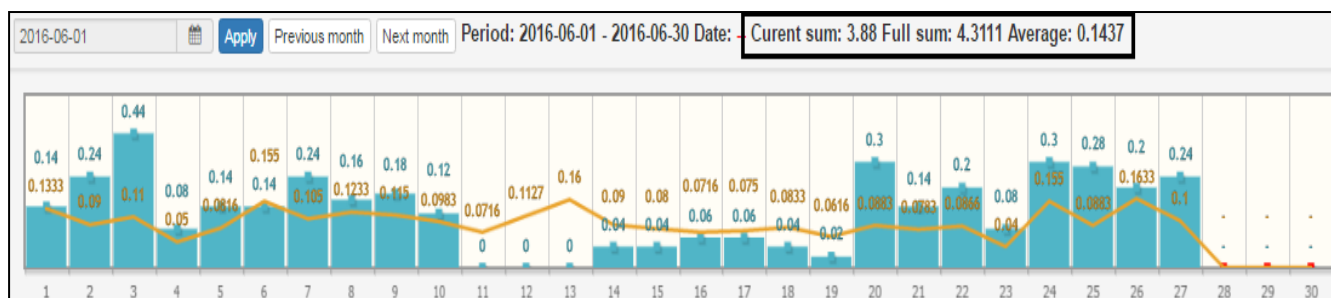 2016-06-01 Apply Previous month Next month Period: 2016-06-01 - 2016-06-30 Date: - Curent sum: 3.88 Full sum: 4.3111 Average: 0.1437
0.14 0.24 0.44 0.08 0.14 0.14 0.24 0.16 0.18 0.12 0 0 0 0.04 0.04 0.06 0.06 0.04 0.02 0.3 0.14 0.2 0.08 0.3 0.28 0.2 0.24 - - -
0.1333 0.09 0.11 0.05 0.0816 0.155 0.105 0.1233 0.115 0.0983 0.0716 0.1127 0.16 0.09 0.08 0.0716 0.075 0.0833 0.0616 0.0883 0.0783 0.0866 0.04 0.155 0.0883 0.1633 0.1 - - -
1 2 3 4 5 6 7 8 9 10 11 12 13 14 15 16 17 18 19 20 21 22 23 24 25 26 27 28 29 30